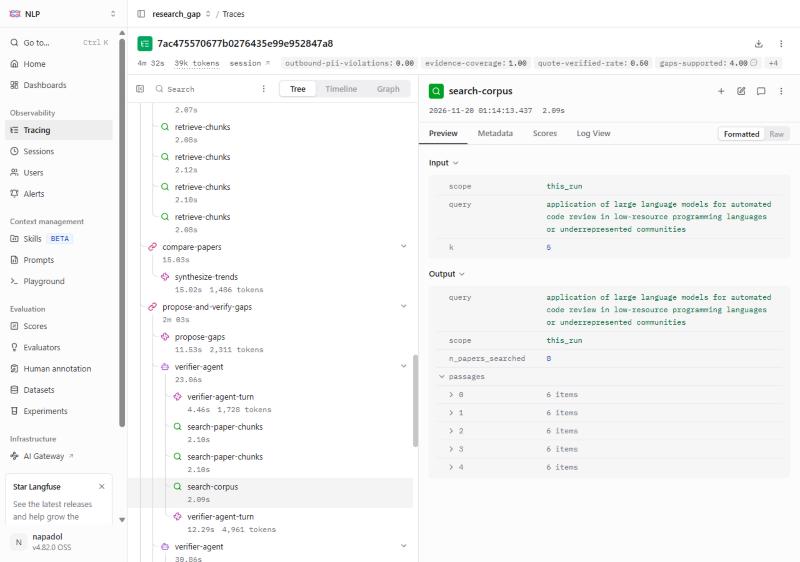 NLP
research_gap / Traces
Go to... Ctrl K
Home
Dashboards
Observability
Tracing
Sessions
Users
Alerts
Context management
Skills BETA
Prompts
Playground
Evaluation
Scores
Evaluators
Human annotation
Datasets
Experiments
Infrastructure
AI Gateway
Star Langfuse
See the latest releases
and help grow the
N
napadol
v4.82.0 OSS
7ac475570677b0276435e99e952847a8
4m 32s 39k tokens session outbound-pii-violations: 0.00 evidence-coverage: 1.00 quote-verified-rate: 0.60 gaps-supported: 4.00 +4
Search
Tree Timeline Graph
2.07s
retrieve-chunks
2.08s
retrieve-chunks
2.12s
retrieve-chunks
2.10s
retrieve-chunks
2.08s
compare-papers
15.03s
synthesize-trends
15.02s 1,486 tokens
propose-and-verify-gaps
2m 03s
propose-gaps
11.53s 2,311 tokens
verifier-agent
23.06s
verifier-agent-turn
4.46s 1,728 tokens
search-paper-chunks
2.10s
search-paper-chunks
2.10s
search-corpus
2.09s
verifier-agent-turn
12.29s 4,961 tokens
verifier-agent
30.86s
search-corpus
2026-11-20 01:14:13.437 2.09s
Preview Metadata Scores Log View
Formatted Raw
Input
scope this_run
query application of large language models for automated
code review in low-resource programming languages
or underrepresented communities
k 5
Output
query application of large language models for automated
code review in low-resource programming languages
or underrepresented communities
scope this_run
n_papers_searched 8
passages
0 6 items
1 6 items
2 6 items
3 6 items
4 6 items